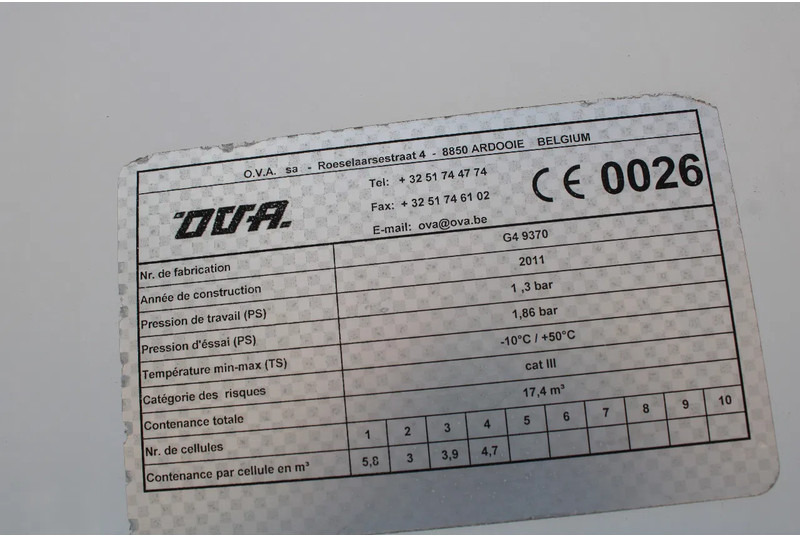 O.V.A. sa - Roeselaarsestraat 4 - 8850 ARDOOIE BELGIUM
OVA.
Tel: + 32 51 74 47 74
Fax: + 32 51 74 61 02
E-mail: ova@ova.be
CE 0026
Nr. de fabrication G4 9370
Année de construction 2011
Pression de travail (PS) 1 ,3 bar
Pression d'éssai (PS) 1,86 bar
Température min-max (TS) -10°C / +50°C
Catégorie des risques cat III
Contenance totale 17,4 m³
Nr. de cellules 1 2 3 4 5 6 7 8 9 10
Contenance par cellule en m³ 5,8 3 3,9 4,7